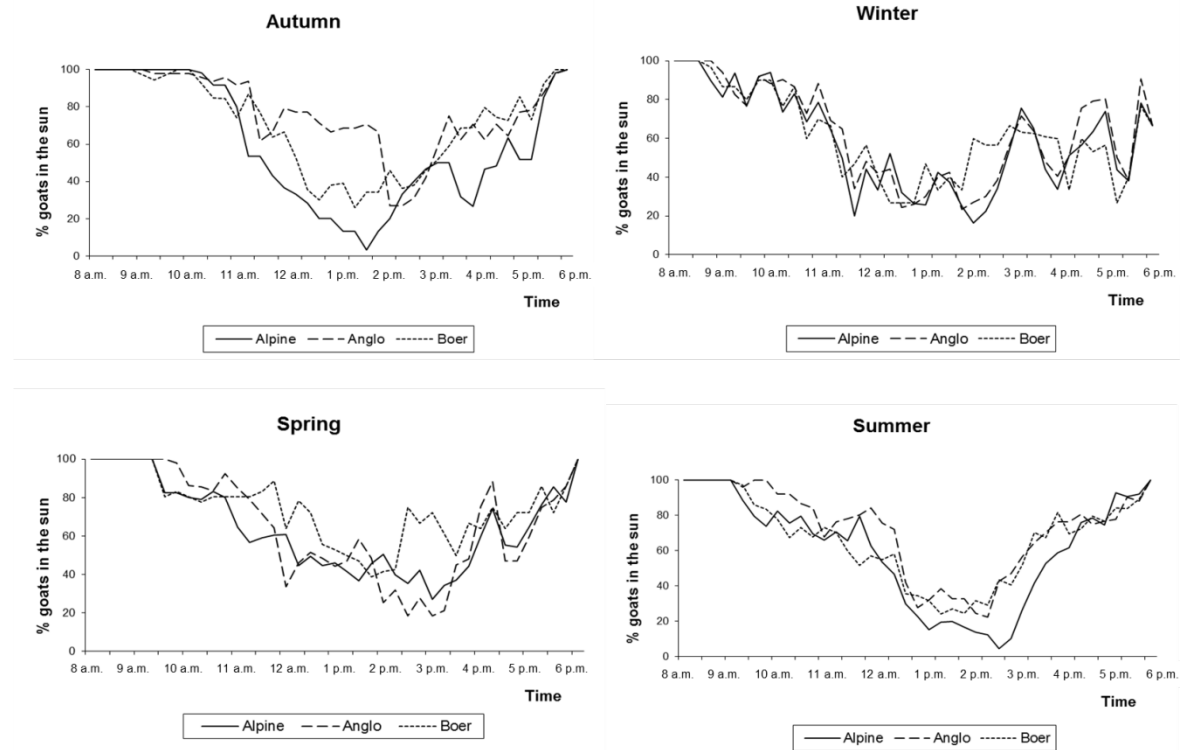 Autumn
% goats in the sun
100
80
60
40
20
0
8 a.m. 9 a.m. 10 a.m. 11 a.m. 12 a.m. 1 p.m. 2 p.m. 3 p.m. 4 p.m. 5 p.m. 6 p.m.
Time
Alpine Anglo Boer
Winter
% goats in the sun
100
80
60
40
20
0
8 a.m. 9 a.m. 10 a.m. 11 a.m. 12 a.m. 1 p.m. 2 p.m. 3 p.m. 4 p.m. 5 p.m. 6 p.m.
Time
Alpine Anglo Boer
Spring
% goats in the sun
100
80
60
40
20
0
8 a.m. 9 a.m. 10 a.m. 11 a.m. 12 a.m. 1 p.m. 2 p.m. 3 p.m. 4 p.m. 5 p.m. 6 p.m.
Time
Alpine Anglo Boer
Summer
% goats in the sun
100
80
60
40
20
0
8 a.m. 9 a.m. 10 a.m. 11 a.m. 12 a.m. 1 p.m. 2 p.m. 3 p.m. 4 p.m. 5 p.m. 6 p.m.
Time
Alpine Anglo Boer